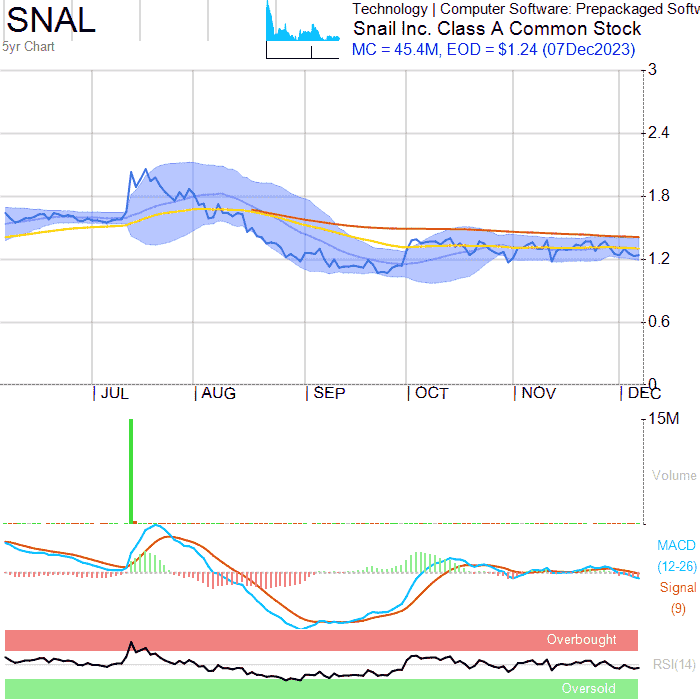 SNAL
5yr Chart
Technology | Computer Software: Prepackaged Softw
Snail Inc. Class A Common Stock
MC = 45.4M, EOD = $1.24 (07Dec2023)
3
2.4
1.8
1.2
0.6
0
JUL AUG SEP OCT NOV DEC
15M
Volume
MACD
(12-26)
Signal
(9)
Overbought
RSI(14)
Oversold